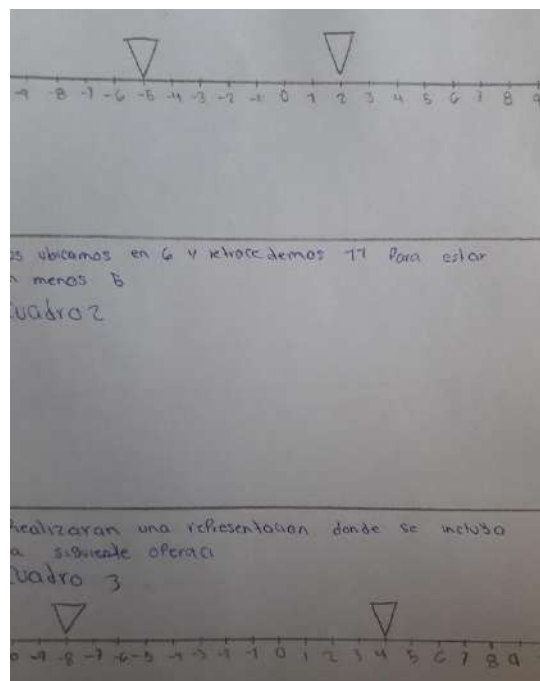 -9 -8 -7 -6 -5 -4 -3 -2 -1 0 1 2 3 4 5 6 7 8 9
os ubicamos en 6 y retrocedemos 11 Para estar
n menos 5
uadro 2
Realizaran una representacion donde se incluya
a siguiente operaci
uadro 3
-9 -8 -7 -6 -5 -4 -3 -2 -1 0 1 2 3 4 5 6 7 8 9